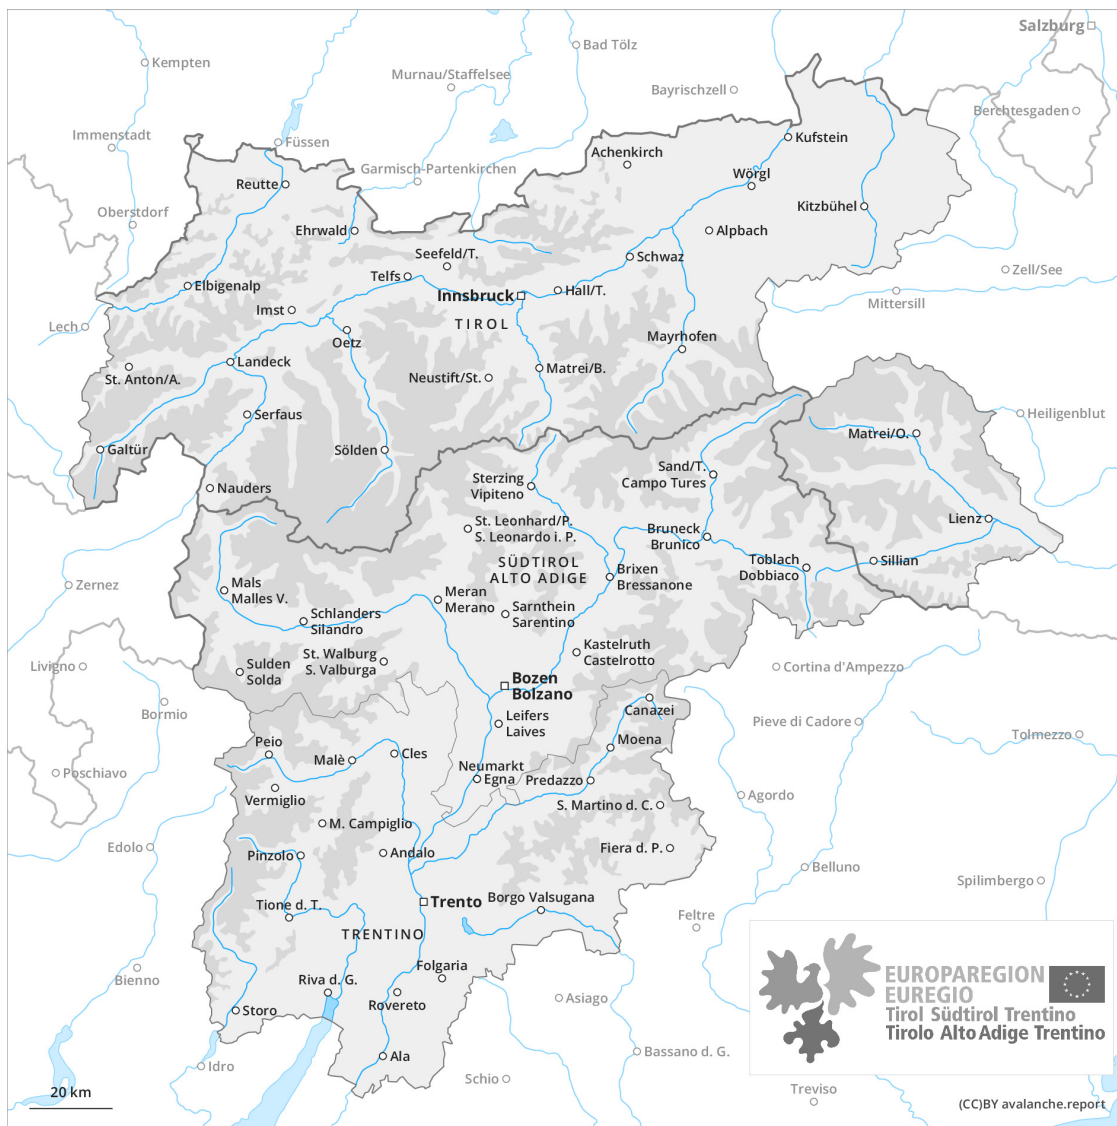 Salzburg
Bad Tölz
Kempten
Murnau/Staffelsee
Bayrischzell
Berchtesgaden
Immenstadt
Füssen
Kufstein
Achenkirch
Garmisch-Partenkirchen
Wörgl
Reutte
Oberstdorf
Kitzbühel
Ehrwald
Alpbach
Seefeld/T.
Schwaz
Telfs
Zell/See
Elbigenalp
Hall/T.
Innsbruck
Mittersill
Imst
TIROL
Lech
Oetz
Mayrhofen
Landeck
St. Anton/A.
Matrei/B.
Neustift/St.
Serfaus
Heiligenblut
Matrei/O.
Galtür
Sölden
Sand/T.
Campo Tures
Sterzing
Vipiteno
Nauders
Lienz
St. Leonhard/P.
S. Leonardo i. P.
Bruneck
Brunico
SÜDTIROL
ALTO ADIGE
Toblach
Dobbiaco
Sillian
Brixen
Bressanone
Zernez
Mals
Malles V.
Meran
Merano
Schlanders
Silandro
Sarnthein
Sarentino
Kastelruth
Castelrotto
St. Walburg
S. Valburga
Livigno
Sulden
Solda
Cortina d'Ampezzo
Bozen
Bolzano
Bormio
Canazei
Leifers
Laives
Pieve di Cadore
Tolmezzo
Moena
Peio
Cles
Malè
Poschiavo
Neumarkt
Egna
Predazzo
Vermiglio
Agordo
S. Martino d. C.
M. Campiglio
Edolo
Pinzolo
Andalo
Fiera d. P.
Belluno
Spilimbergo
Borgo Valsugana
Trento
Tione d. T.
Feltre
TRENTINO
Folgaria
Bienno
Riva d. G.
Rovereto
Asiago
Storo
EUROPAREGION
EUREGIO
Tirol Südtirol Trentino
Tirolo Alto Adige Trentino
Ala
Bassano d. G.
Idro
Schio
Treviso
20 km
(CC)BY avalanche.report